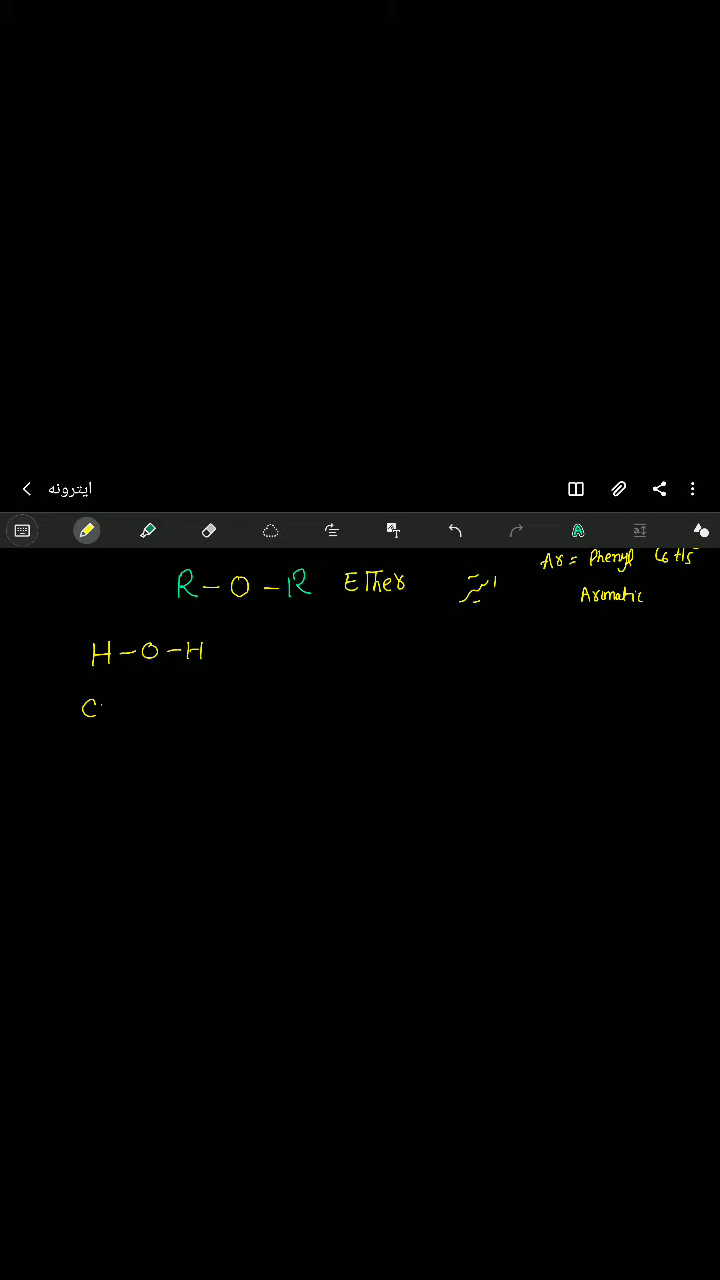 ایترونه
Ar = Phenyl C6H5
R – O – R Ether ایتر
Aromatic
H – O – H
C